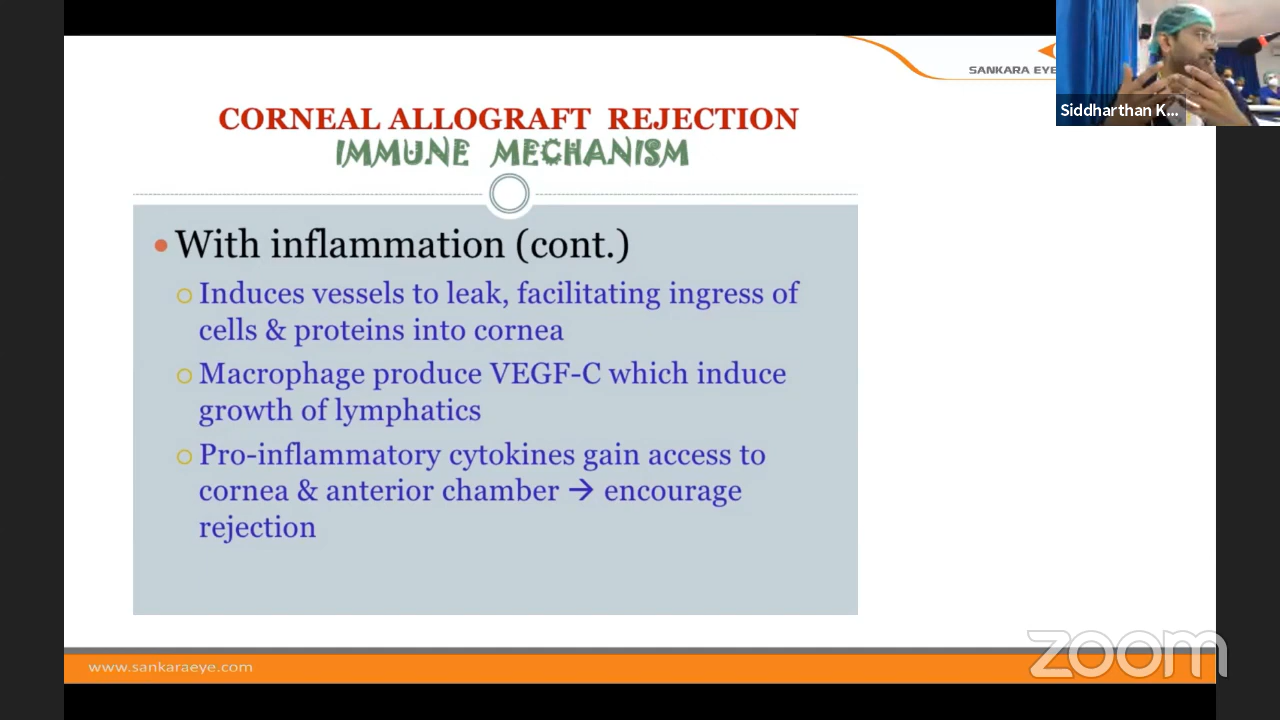 SANKARA EYE
Siddharthan K...
CORNEAL ALLOGRAFT REJECTION
IMMUNE MECHANISM
• With inflammation (cont.)
○ Induces vessels to leak, facilitating ingress of
cells & proteins into cornea
○ Macrophage produce VEGF-C which induce
growth of lymphatics
○ Pro-inflammatory cytokines gain access to
cornea & anterior chamber → encourage
rejection
www.sankaraeye.com
zoom